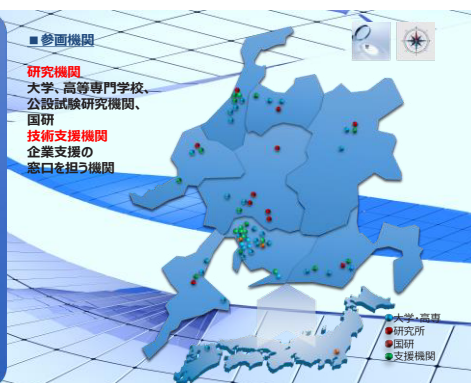 ■参画機関
研究機関
大学、高等専門学校、
公設試験研究機関、
国研
技術支援機関
企業支援の
窓口を担う機関
大学・高専
研究所
国研
支援機関